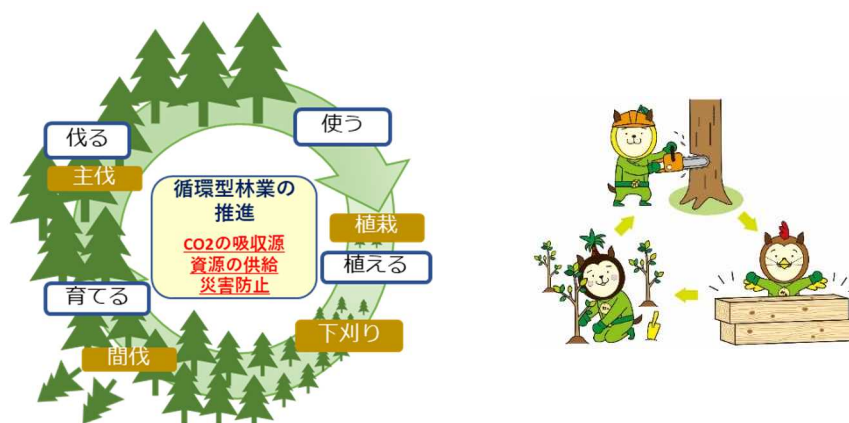 伐る
使う
主伐
循環型林業の
推進
CO2の吸収源
資源の供給
災害防止
植栽
植える
育てる
下刈り
間伐